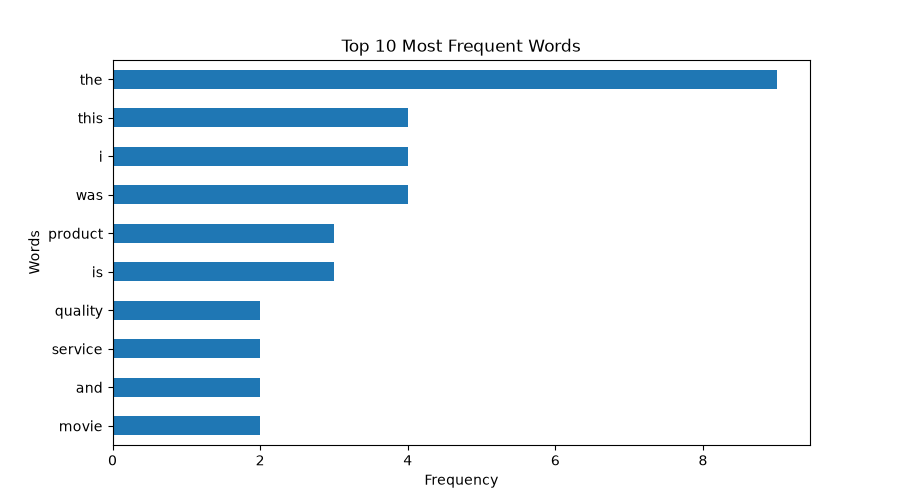 Top 10 Most Frequent Words
the
this
i
was
product
is
quality
service
and
movie
Words
0 2 4 6 8
Frequency